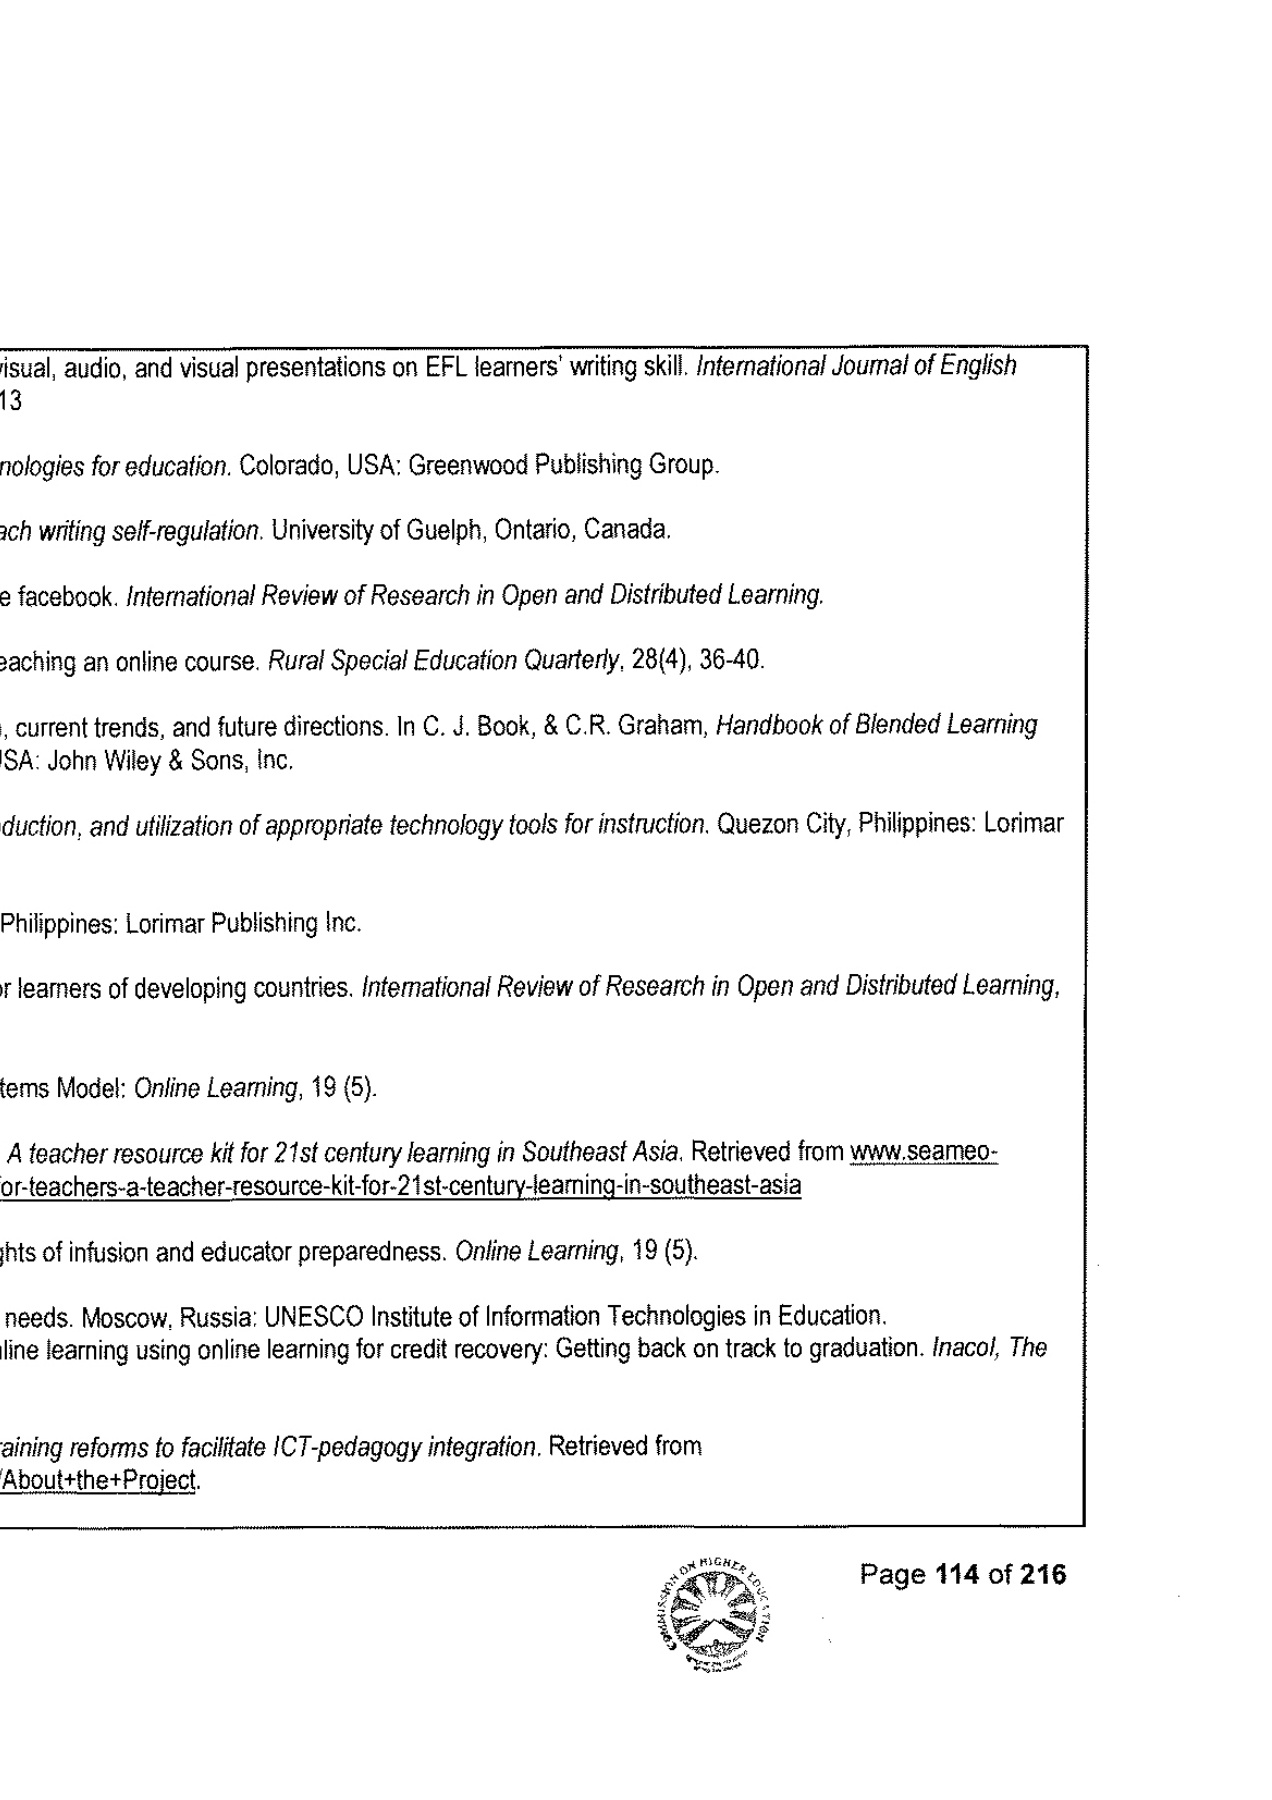 visual, audio, and visual presentations on EFL learners' writing skill. International Journal of English
13
nologies for education. Colorado, USA: Greenwood Publishing Group.
ach writing self-regulation. University of Guelph, Ontario, Canada.
e facebook. International Review of Research in Open and Distributed Learning.
eaching an online course. Rural Special Education Quarterly, 28(4), 36-40.
, current trends, and future directions. In C. J. Book, & C.R. Graham, Handbook of Blended Learning
USA: John Wiley & Sons, Inc.
duction, and utilization of appropriate technology tools for instruction. Quezon City, Philippines: Lorimar
Philippines: Lorimar Publishing Inc.
or learners of developing countries. International Review of Research in Open and Distributed Learning,
tems Model: Online Learning, 19 (5).
A teacher resource kit for 21st century learning in Southeast Asia. Retrieved from www.seameo-
or-teachers-a-teacher-resource-kit-for-21st-century-learning-in-southeast-asia
ghts of infusion and educator preparedness. Online Learning, 19 (5).
needs. Moscow, Russia: UNESCO Institute of Information Technologies in Education.
line learning using online learning for credit recovery: Getting back on track to graduation. Inacol, The
raining reforms to facilitate ICT-pedagogy integration. Retrieved from
/About+the+Project.
COMMISSION ON HIGHER EDUCATION
Page 114 of 216